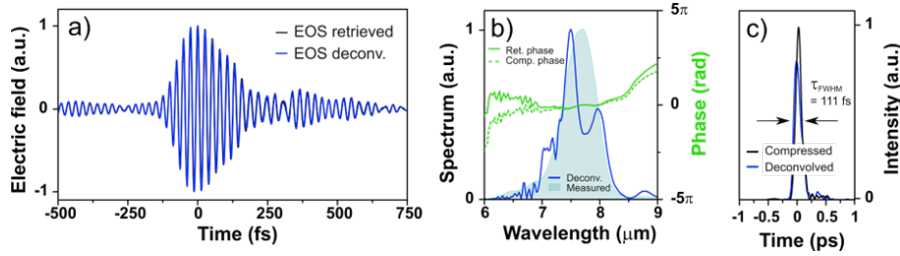 a)
EOS retrieved
EOS deconv.
Electric field (a.u.)
1
0
-1
-500
-250
0
250
500
750
Time (fs)
b)
Ret. phase
Comp. phase
Deconv.
Measured
Spectrum (a.u.)
1
0
6
7
8
9
Wavelength (μm)
5π
0
-5π
Phase (rad)
c)
τFWHM
= 111 fs
Compressed
Deconvolved
1
0
Intensity (a.u.)
-1
-0.5
0
0.5
1
Time (ps)